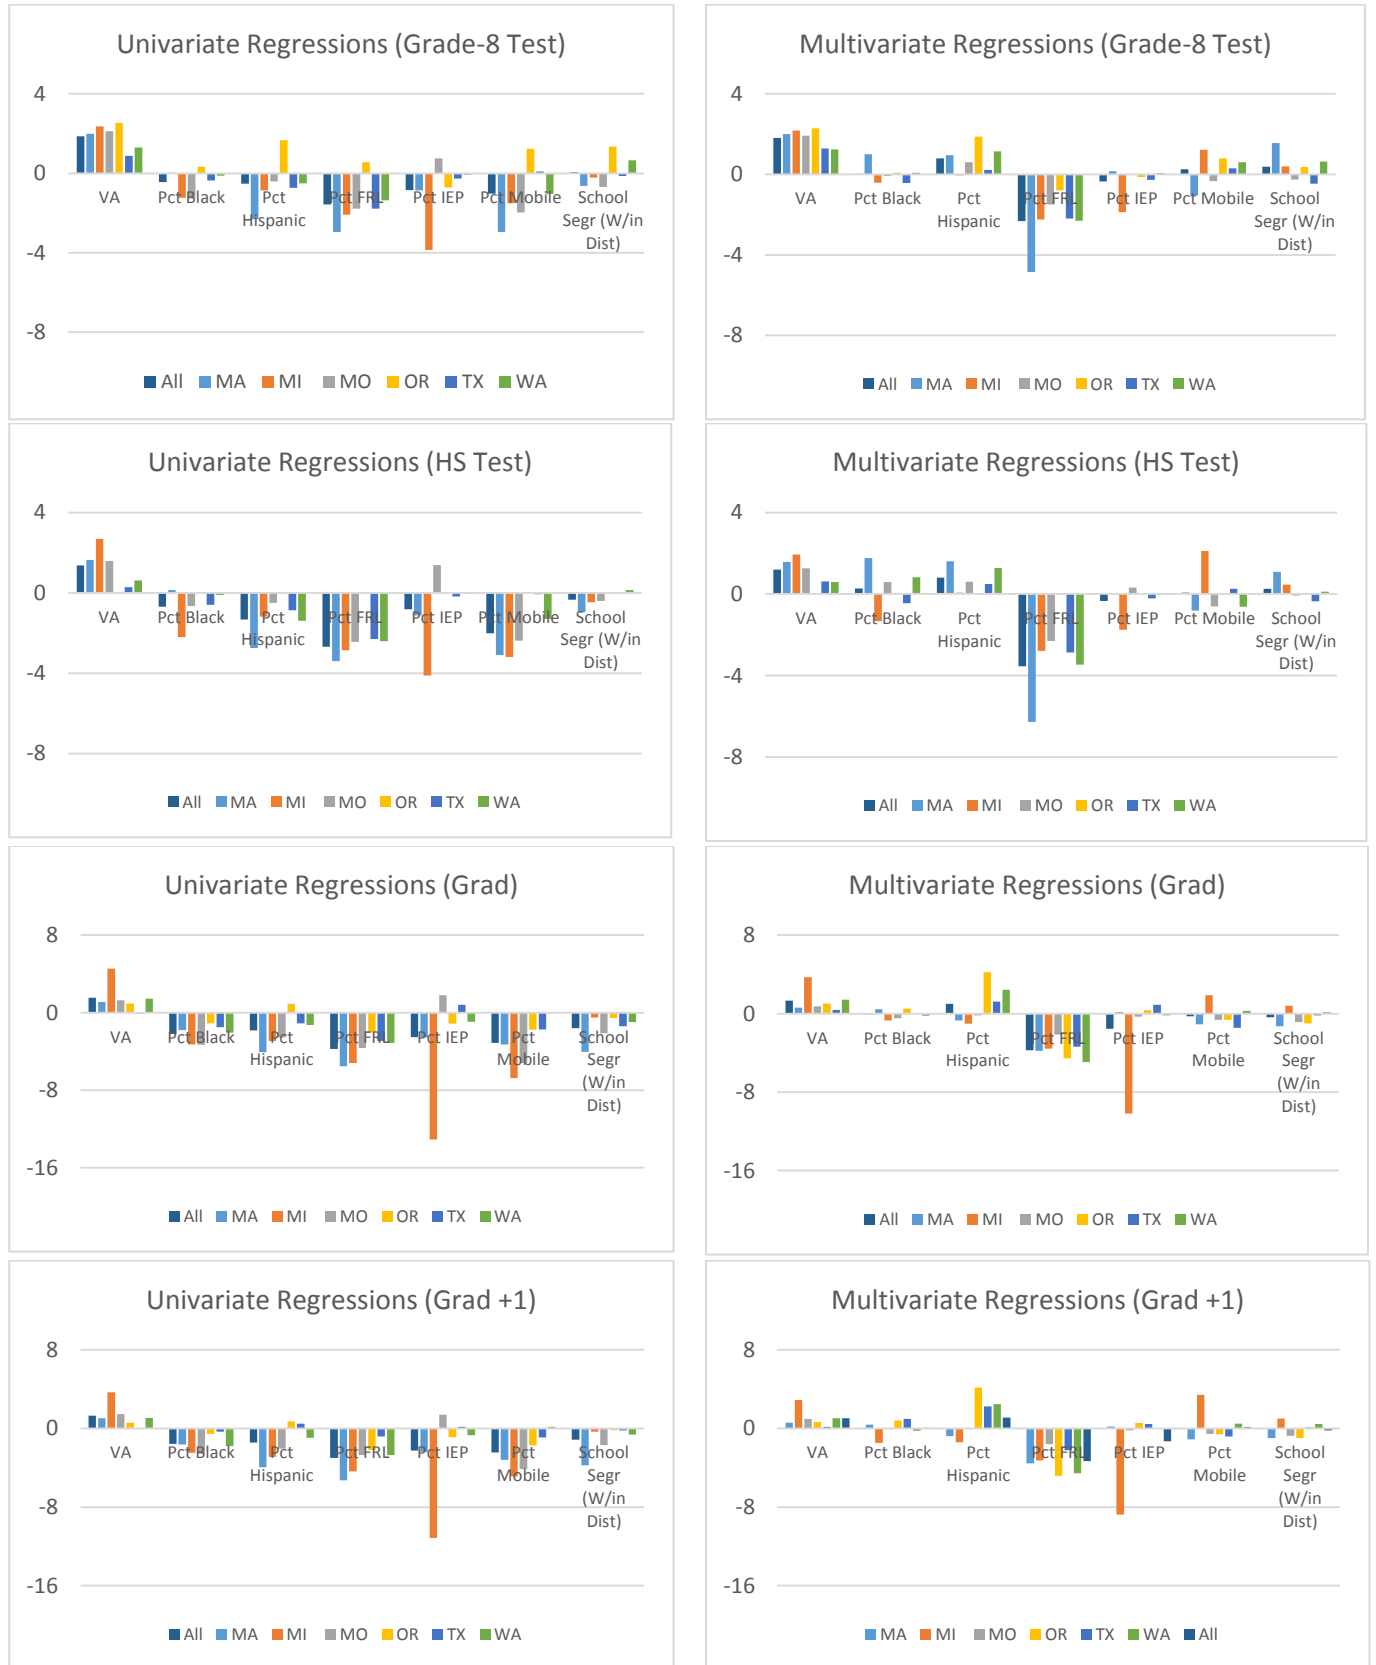 Univariate Regressions (Grade-8 Test)
4
0
-4
-8
VA
Pct Black
Pct
Hispanic
Pct FRL
Pct IEP
Pct Mobile
School
Segr (W/in
Dist)
All MA MI MO OR TX WA
Multivariate Regressions (Grade-8 Test)
4
0
-4
-8
VA
Pct Black
Pct
Hispanic
Pct FRL
Pct IEP
Pct Mobile
School
Segr (W/in
Dist)
All MA MI MO OR TX WA
Univariate Regressions (HS Test)
4
0
-4
-8
VA
Pct Black
Pct
Hispanic
Pct FRL
Pct IEP
Pct Mobile
School
Segr (W/in
Dist)
All MA MI MO OR TX WA
Multivariate Regressions (HS Test)
4
0
-4
-8
VA
Pct Black
Pct
Hispanic
Pct FRL
Pct IEP
Pct Mobile
School
Segr (W/in
Dist)
All MA MI MO OR TX WA
Univariate Regressions (Grad)
8
0
-8
-16
VA
Pct Black
Pct
Hispanic
Pct FRL
Pct IEP
Pct
Mobile
School
Segr
(W/in
Dist)
All MA MI MO OR TX WA
Multivariate Regressions (Grad)
8
0
-8
-16
VA
Pct Black
Pct
Hispanic
Pct FRL
Pct IEP
Pct
Mobile
School
Segr
(W/in
Dist)
All MA MI MO OR TX WA
Univariate Regressions (Grad +1)
8
0
-8
-16
VA
Pct Black
Pct
Hispanic
Pct FRL
Pct IEP
Pct
Mobile
School
Segr
(W/in
Dist)
All MA MI MO OR TX WA
Multivariate Regressions (Grad +1)
8
0
-8
-16
VA
Pct Black
Pct
Hispanic
Pct FRL
Pct IEP
Pct
Mobile
School
Segr
(W/in
Dist)
MA MI MO OR TX WA All